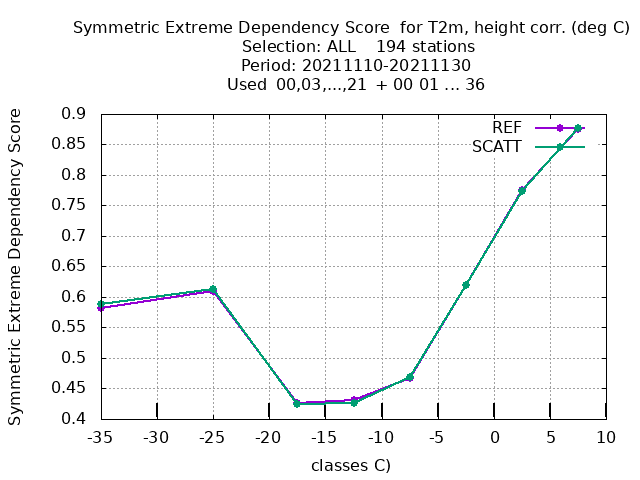 Symmetric Extreme Dependency Score  for T2m, height corr. (deg C)
Selection: ALL    194 stations
Period: 20211110-20211130
Used  00,03,...,21  + 00 01 ... 36
Symmetric Extreme Dependency Score
0.9
0.85
0.8
0.75
0.7
0.65
0.6
0.55
0.5
0.45
0.4
REF
SCATT
-35 -30 -25 -20 -15 -10 -5 0 5 10
classes C)